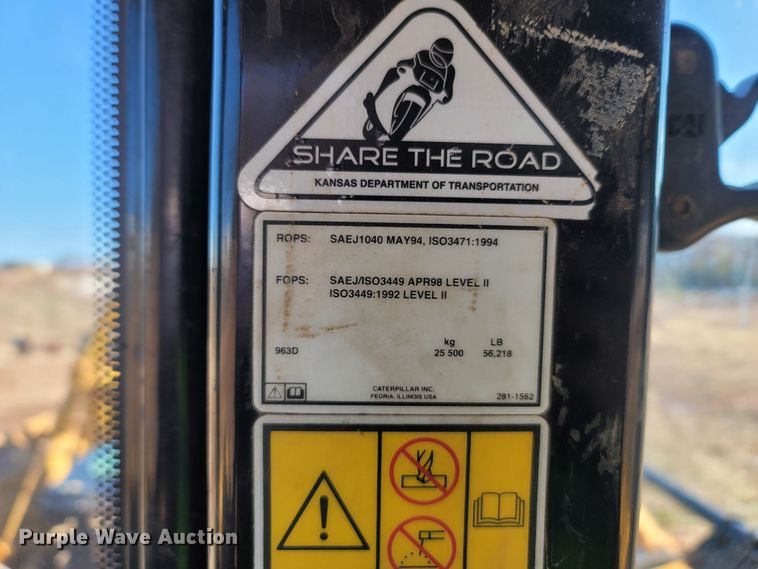 SHARE THE ROAD
KANSAS DEPARTMENT OF TRANSPORTATION
ROPS: SAEJ1040 MAY94, ISO3471:1994
FOPS: SAEJ/ISO3449 APR98 LEVEL II
ISO3449:1992 LEVEL II
kg LB
963D 25 500 56,218
CATERPILLAR INC.
PEORIA, ILLINOIS USA 281-1562
CAT
Purple Wave Auction